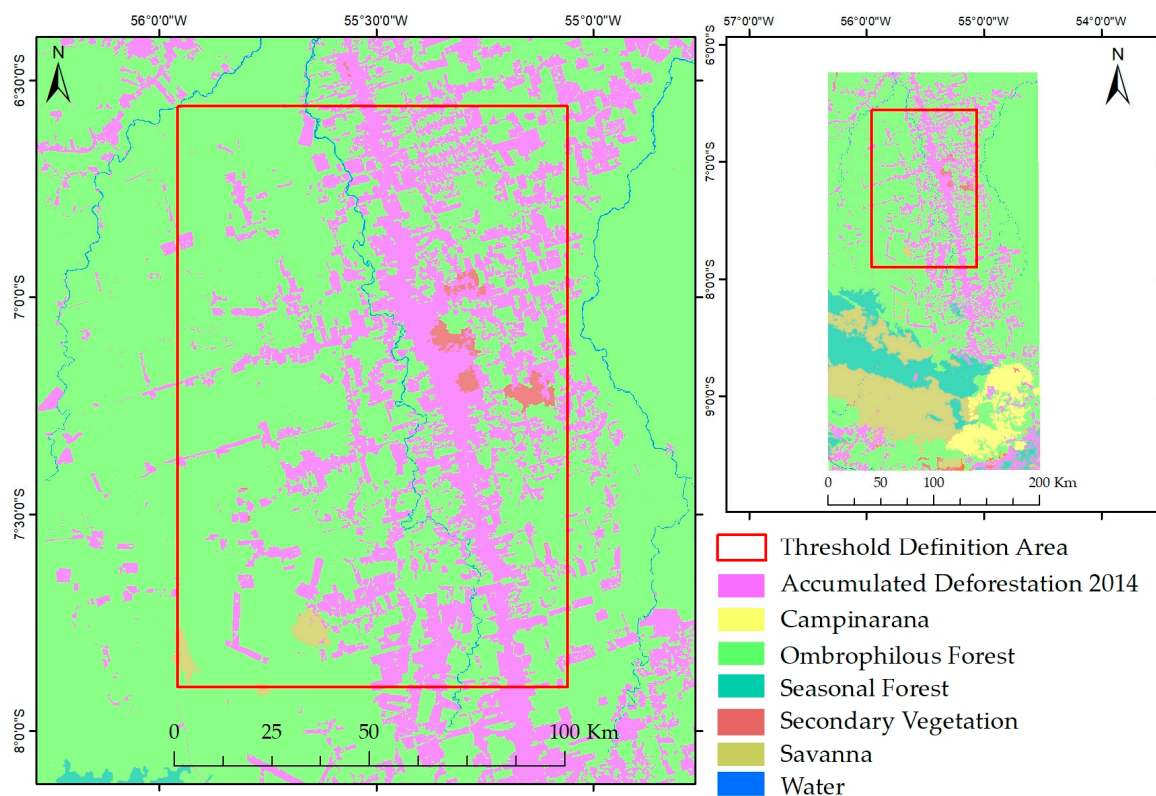 56°0'0"W 55°30'0"W 55°0'0"W
57°0'0"W 56°0'0"W 55°0'0"W 54°0'0"W
N
6°30'0"S
7°0'0"S
7°30'0"S
8°0'0"S
0 25 50 100 Km
N
6°0'0"S
7°0'0"S
8°0'0"S
9°0'0"S
0 50 100 200 Km
Threshold Definition Area
Accumulated Deforestation 2014
Campinarana
Ombrophilous Forest
Seasonal Forest
Secondary Vegetation
Savanna
Water